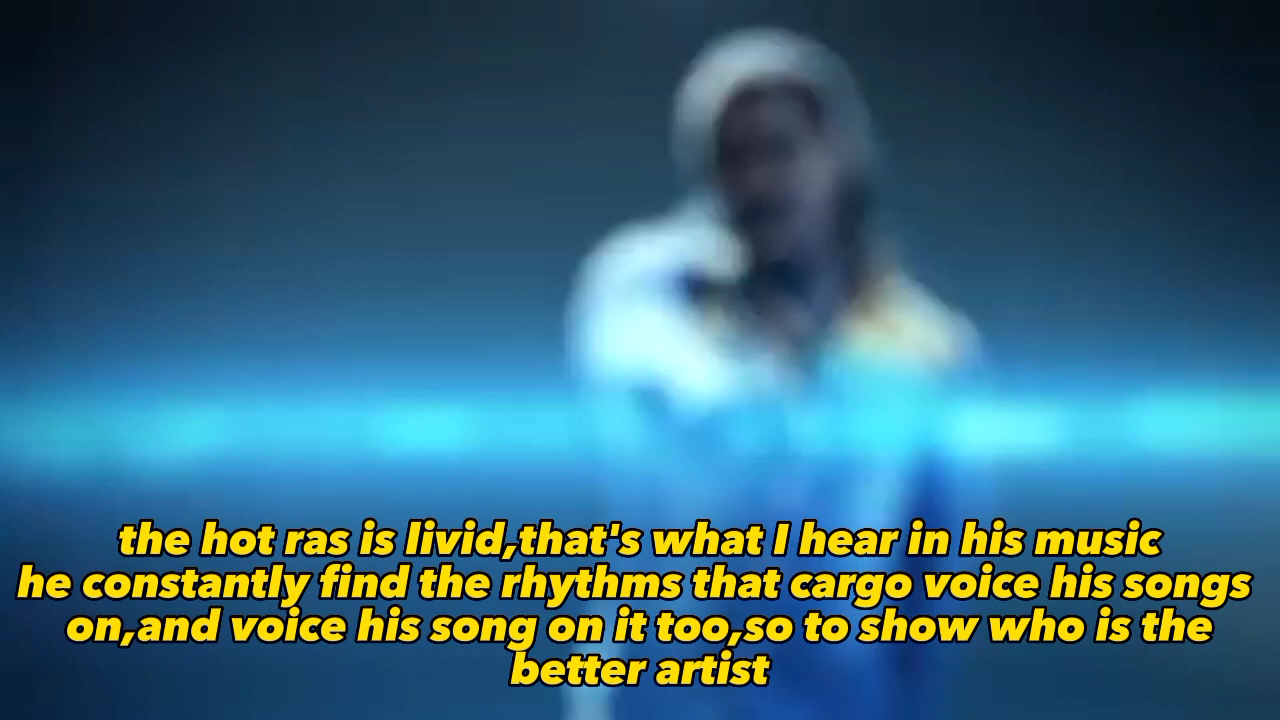 the hot ras is livid,that's what I hear in his music
he constantly find the rhythms that cargo voice his songs
on,and voice his song on it too,so to show who is the
better artist